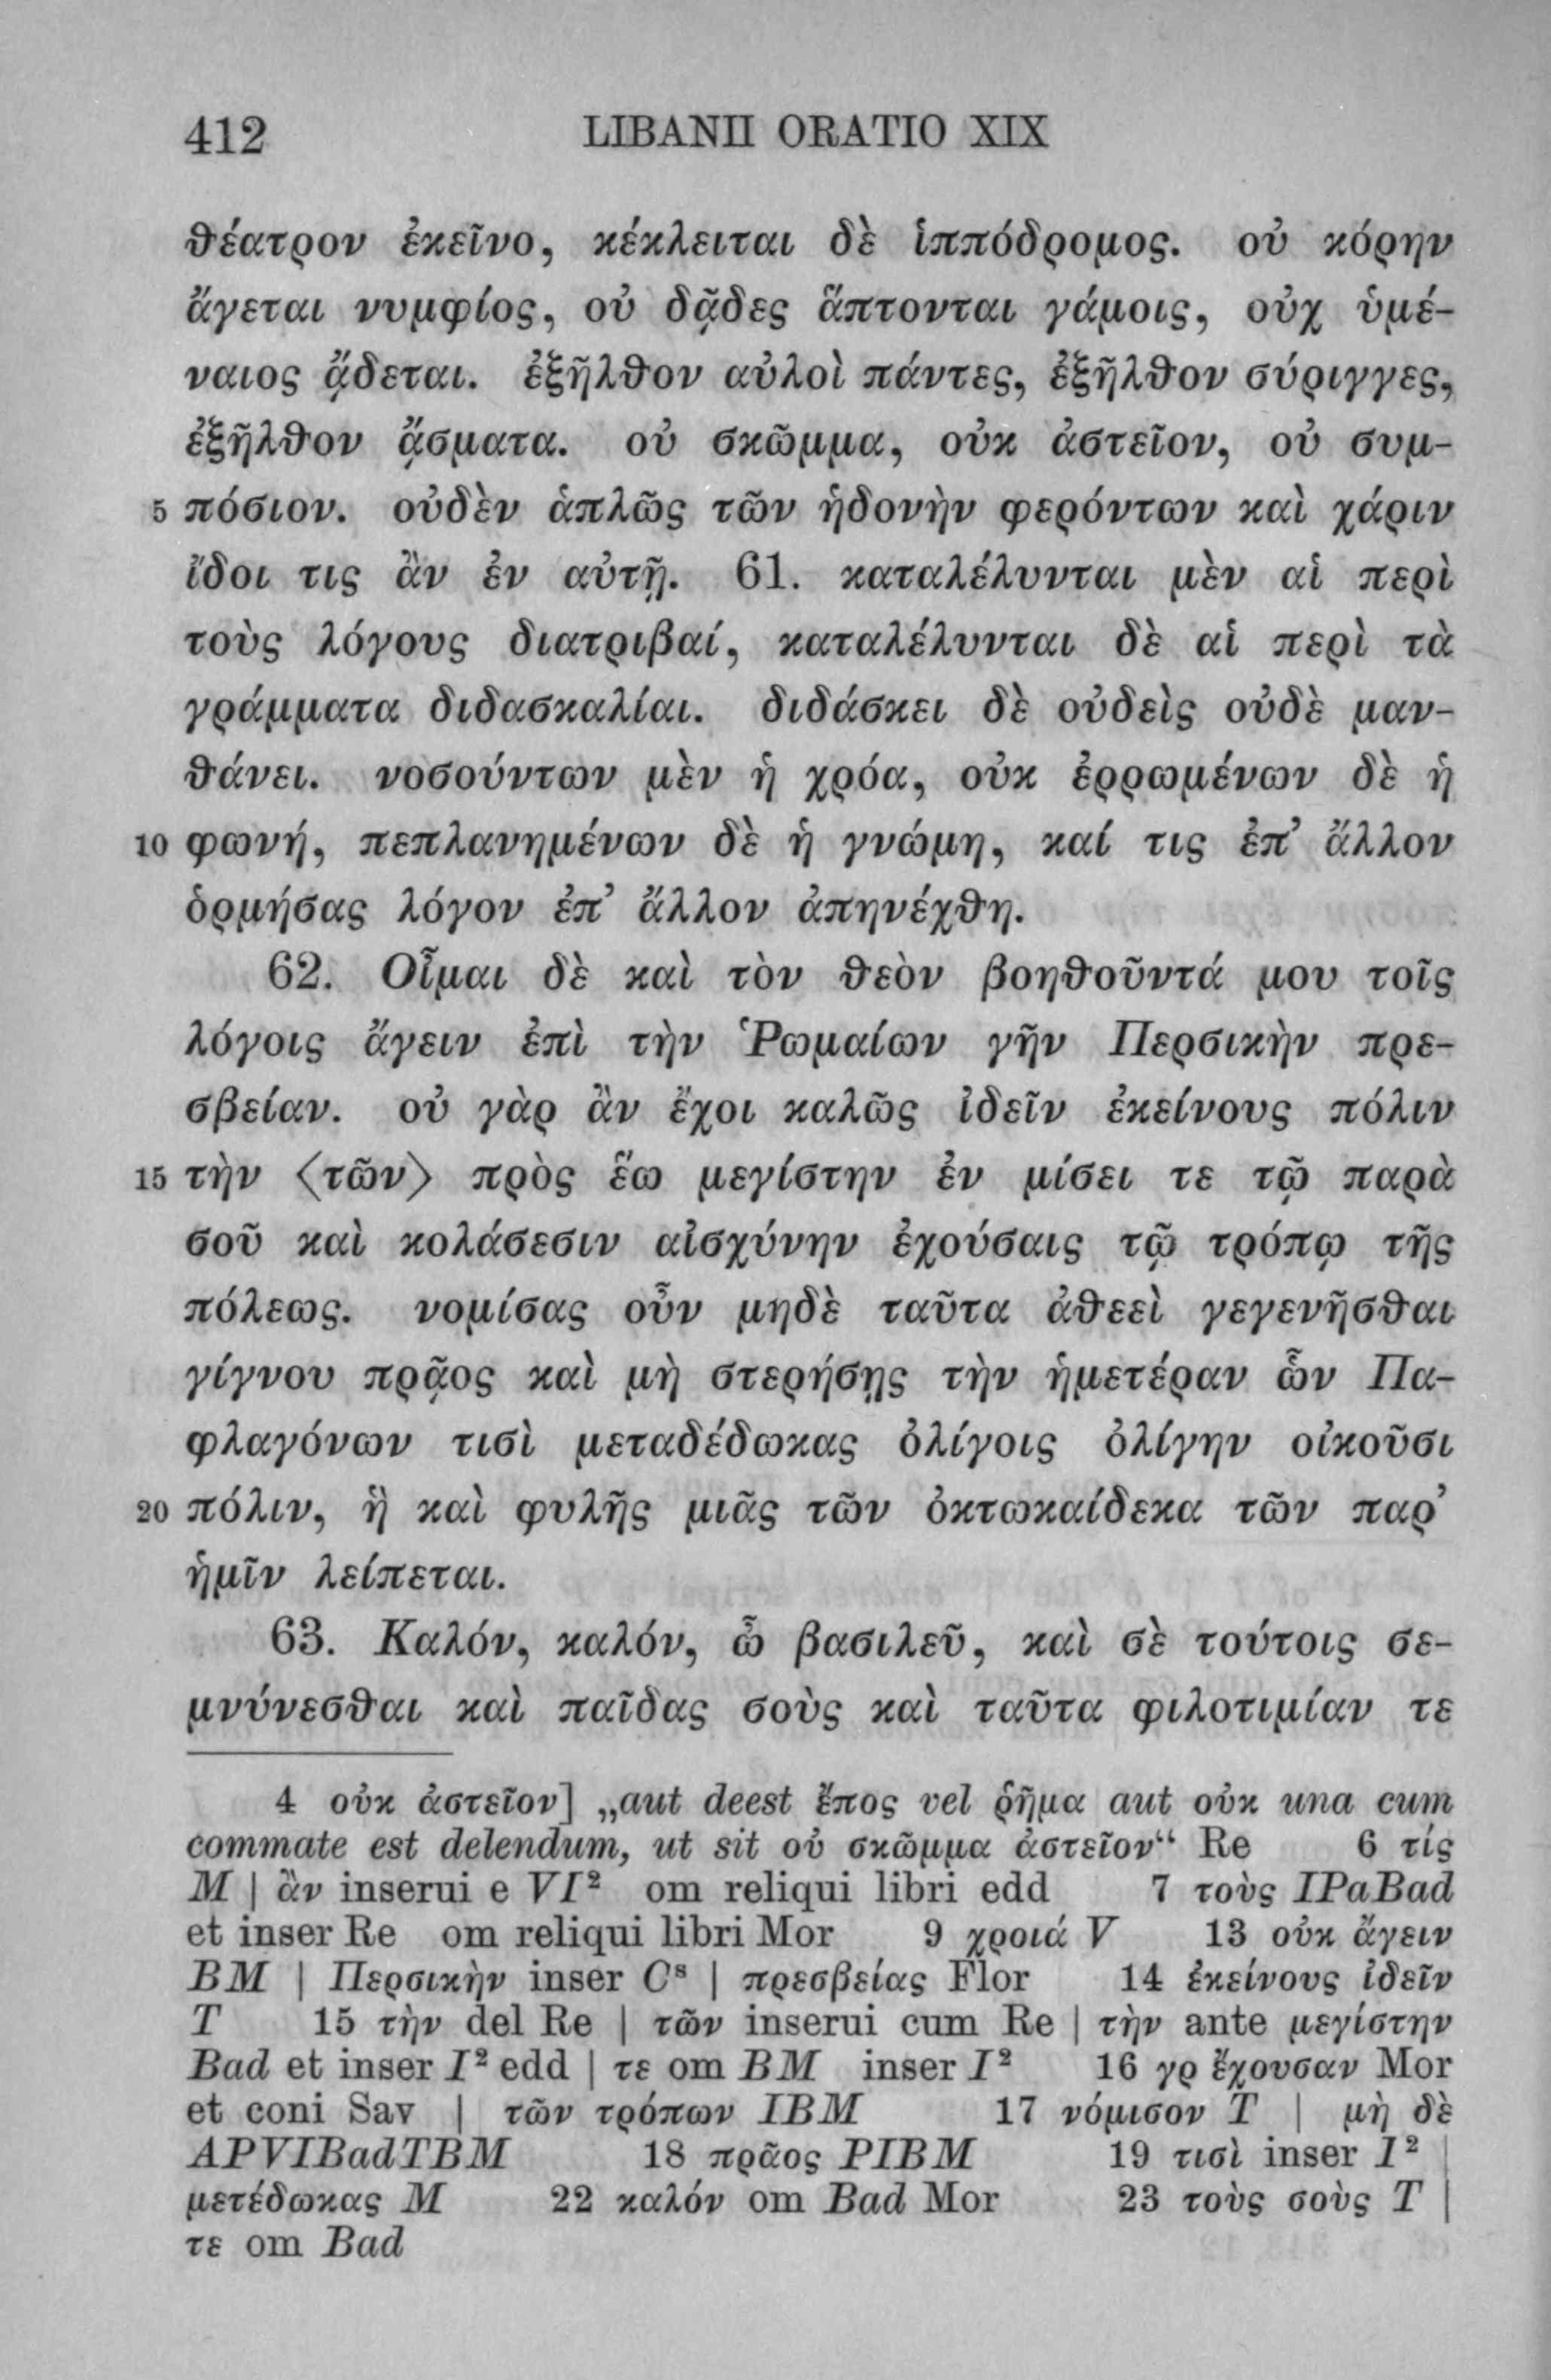 412 LIBANII ORATIO XIX
θέατρον ἐκεῖνο, κέκλειται δὲ ἱππόδρομος. οὐ κόρην
ἄγεται νυμφίος, οὐ δᾷδες ἅπτονται γάμοις, οὐχ ὑμέ-
ναιος ᾄδεται. ἐξῆλθον αὐλοὶ πάντες, ἐξῆλθον σύριγγες,
ἐξῆλθον ᾄσματα. οὐ σκῶμμα, οὐκ ἀστεῖον, οὐ συμ-
5 πόσιον. οὐδὲν ἁπλῶς τῶν ἡδονὴν φερόντων καὶ χάριν
ἴδοι τις ἂν ἐν αὐτῇ. 61. καταλέλυνται μὲν αἱ περὶ
τοὺς λόγους διατριβαί, καταλέλυνται δὲ αἱ περὶ τὰ
γράμματα διδασκαλίαι. διδάσκει δὲ οὐδεὶς οὐδὲ μαν-
θάνει. νοσούντων μὲν ἡ χρόα, οὐκ ἐρρωμένων δὲ ἡ
10 φωνή, πεπλανημένων δὲ ἡ γνώμη, καί τις ἐπ’ ἄλλον
ὁρμήσας λόγον ἐπ’ ἄλλον ἀπηνέχθη.
62. Οἶμαι δὲ καὶ τὸν θεὸν βοηθοῦντά μου τοῖς
λόγοις ἄγειν ἐπὶ τὴν Ῥωμαίων γῆν Περσικὴν πρε-
σβείαν. οὐ γὰρ ἂν ἔχοι καλῶς ἰδεῖν ἐκείνους πόλιν
15 τὴν ⟨τῶν⟩ πρὸς ἕω μεγίστην ἐν μίσει τε τῷ παρὰ
σοῦ καὶ κολάσεσιν αἰσχύνην ἐχούσαις τῷ τρόπῳ τῆς
πόλεως. νομίσας οὖν μηδὲ ταῦτα ἀθεεὶ γεγενῆσθαι
γίγνου πρᾷος καὶ μὴ στερήσῃς τὴν ἡμετέραν ὧν Πα-
φλαγόνων τισὶ μεταδέδωκας ὀλίγοις ὀλίγην οἰκοῦσι
20 πόλιν, ἣ καὶ φυλῆς μιᾶς τῶν ὀκτωκαίδεκα τῶν παρ’
ἡμῖν λείπεται.
63. Καλόν, καλόν, ὦ βασιλεῦ, καὶ σὲ τούτοις σε-
μνύνεσθαι καὶ παῖδας σοὺς καὶ ταῦτα φιλοτιμίαν τε
4 οὐκ ἀστεῖον] „aut deest ἔπος vel ῥῆμα aut οὐκ una cum
commate est delendum, ut sit οὐ σκῶμμα ἀστεῖον“ Re 6 τίς
M | ἂν inserui e VI² om reliqui libri edd 7 τοὺς IPaBad
et inser Re om reliqui libri Mor 9 χροιά V 13 οὐκ ἄγειν
BM | Περσικὴν inser Cˢ | πρεσβείας Flor 14 ἐκείνους ἰδεῖν
T 15 τὴν del Re | τῶν inserui cum Re | τὴν ante μεγίστην
Bad et inser I² edd | τε om BM inser I² 16 γρ ἔχουσαν Mor
et coni Sav | τῶν τρόπων IBM 17 νόμισον T | μὴ δὲ
APVIBadTBM 18 πρᾶος PIBM 19 τισὶ inser I² |
μετέδωκας M 22 καλόν om Bad Mor 23 τοὺς σοὺς T |
τε om Bad